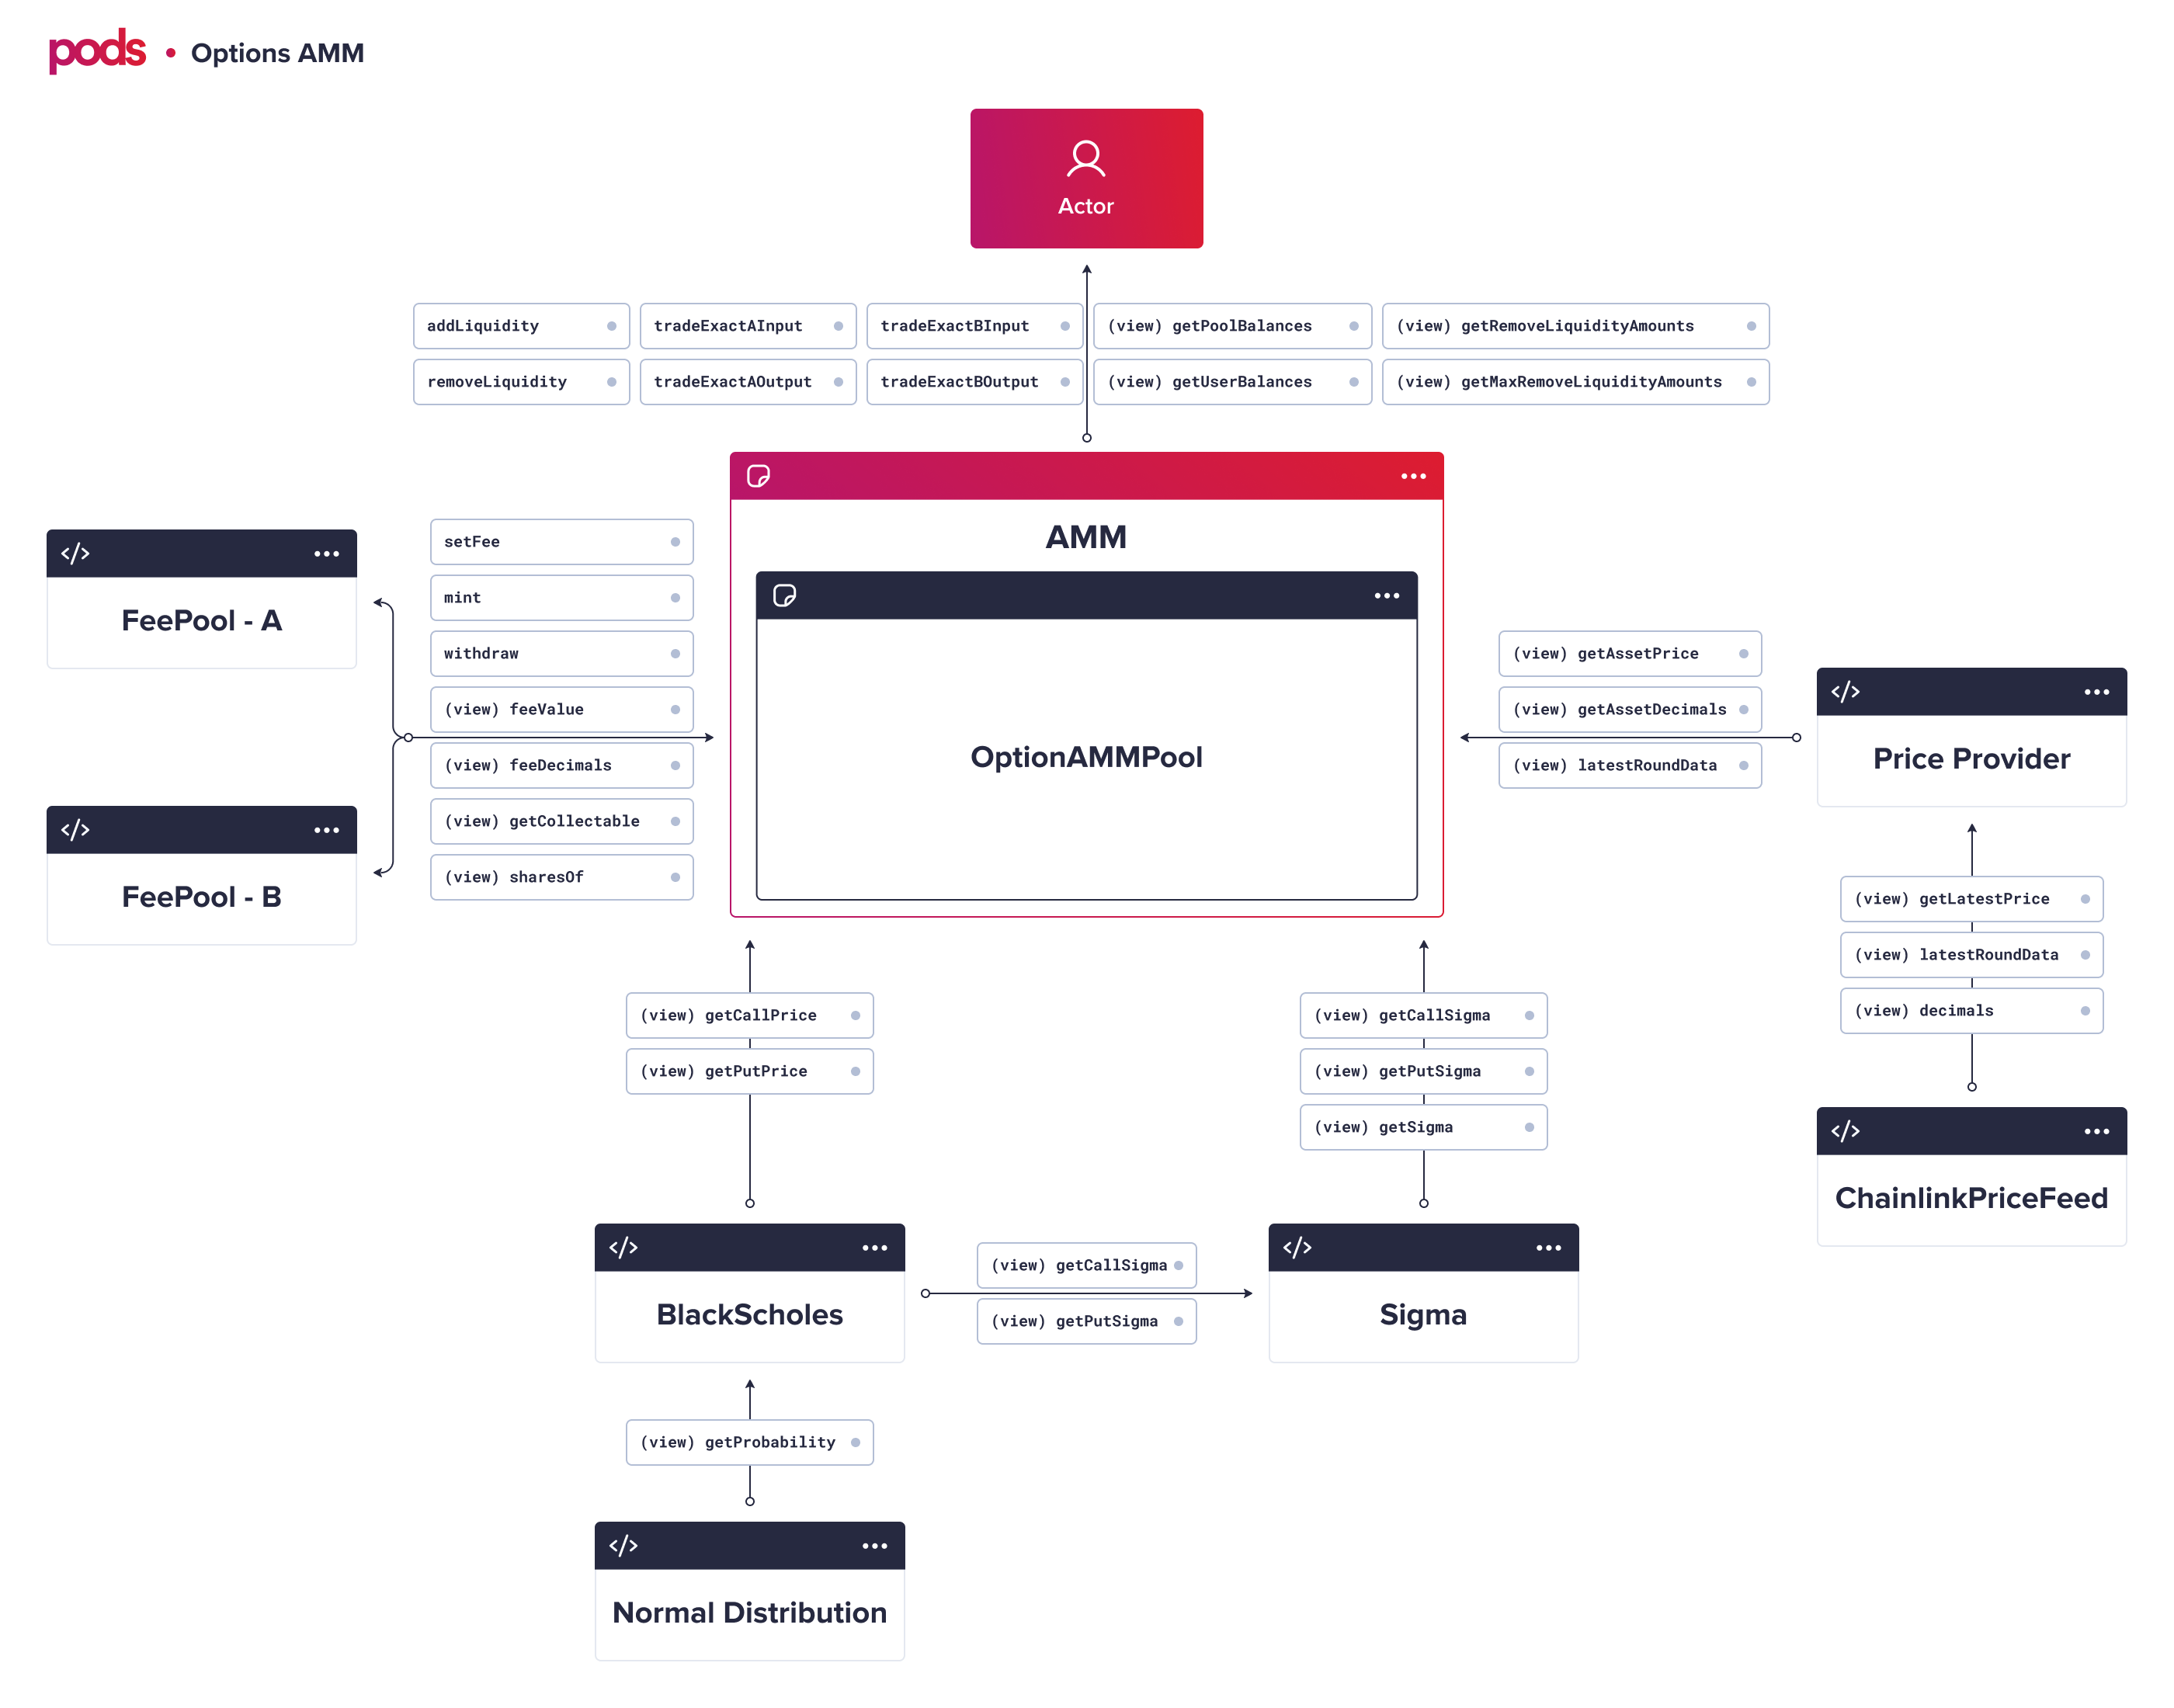 pods • Options AMM
Actor
addLiquidity
tradeExactAInput
tradeExactBInput
(view) getPoolBalances
(view) getRemoveLiquidityAmounts
removeLiquidity
tradeExactAOutput
tradeExactBOutput
(view) getUserBalances
(view) getMaxRemoveLiquidityAmounts
AMM
OptionAMMPool
FeePool - A
FeePool - B
setFee
mint
withdraw
(view) feeValue
(view) feeDecimals
(view) getCollectable
(view) sharesOf
(view) getAssetPrice
(view) getAssetDecimals
(view) latestRoundData
Price Provider
(view) getLatestPrice
(view) latestRoundData
(view) decimals
ChainlinkPriceFeed
(view) getCallPrice
(view) getPutPrice
(view) getCallSigma
(view) getPutSigma
(view) getSigma
BlackScholes
(view) getCallSigma
(view) getPutSigma
Sigma
(view) getProbability
Normal Distribution